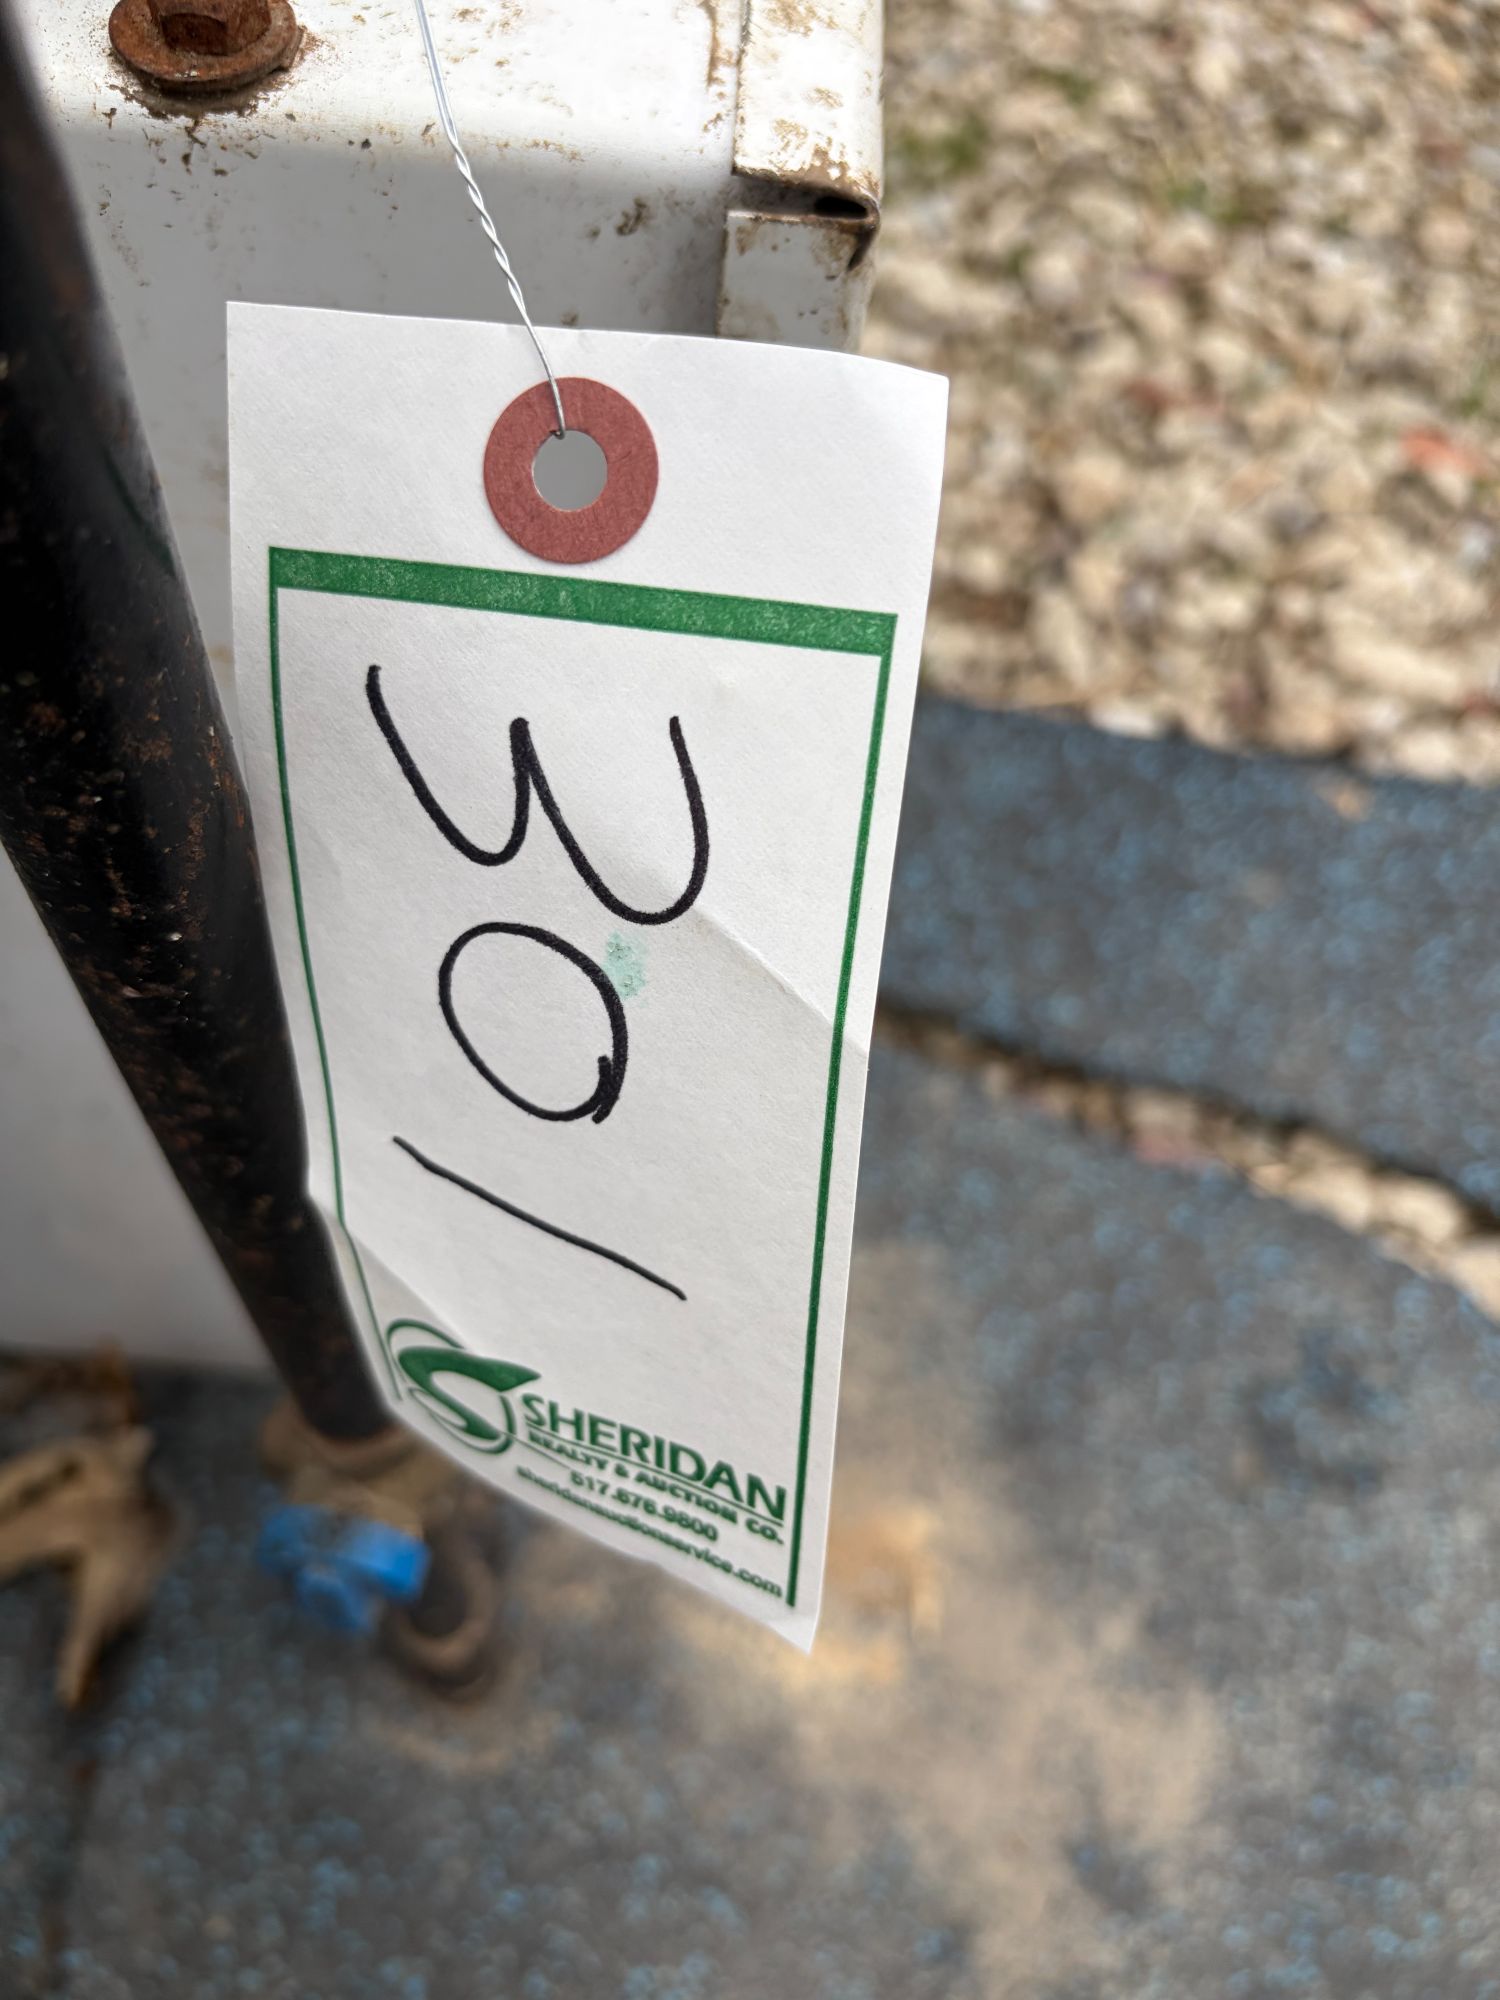 301
SHERIDAN
REALTY & AUCTION CO.
517.676.9800
sheridanauctionservice.com